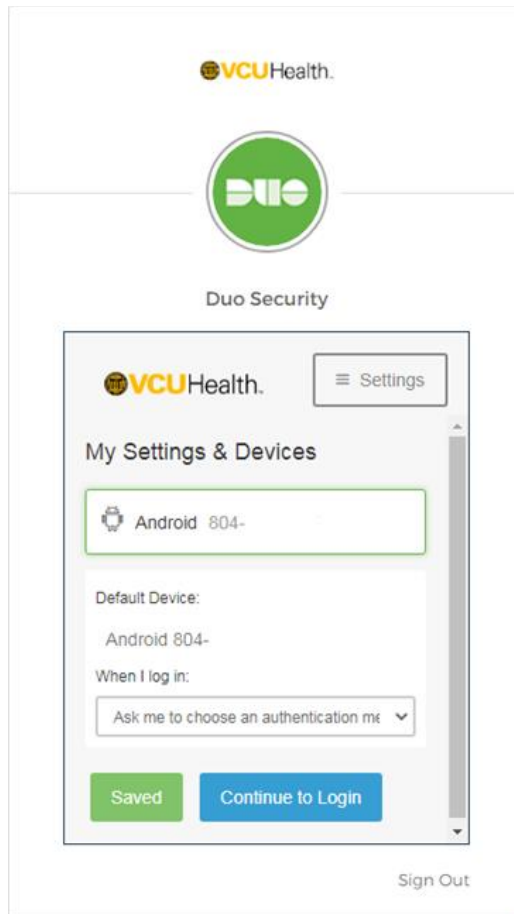 VCUHealth.
DUO
Duo Security
VCUHealth.
≡ Settings
My Settings & Devices
Android 804-
Default Device:
Android 804-
When I log in:
Ask me to choose an authentication me
Saved
Continue to Login
Sign Out